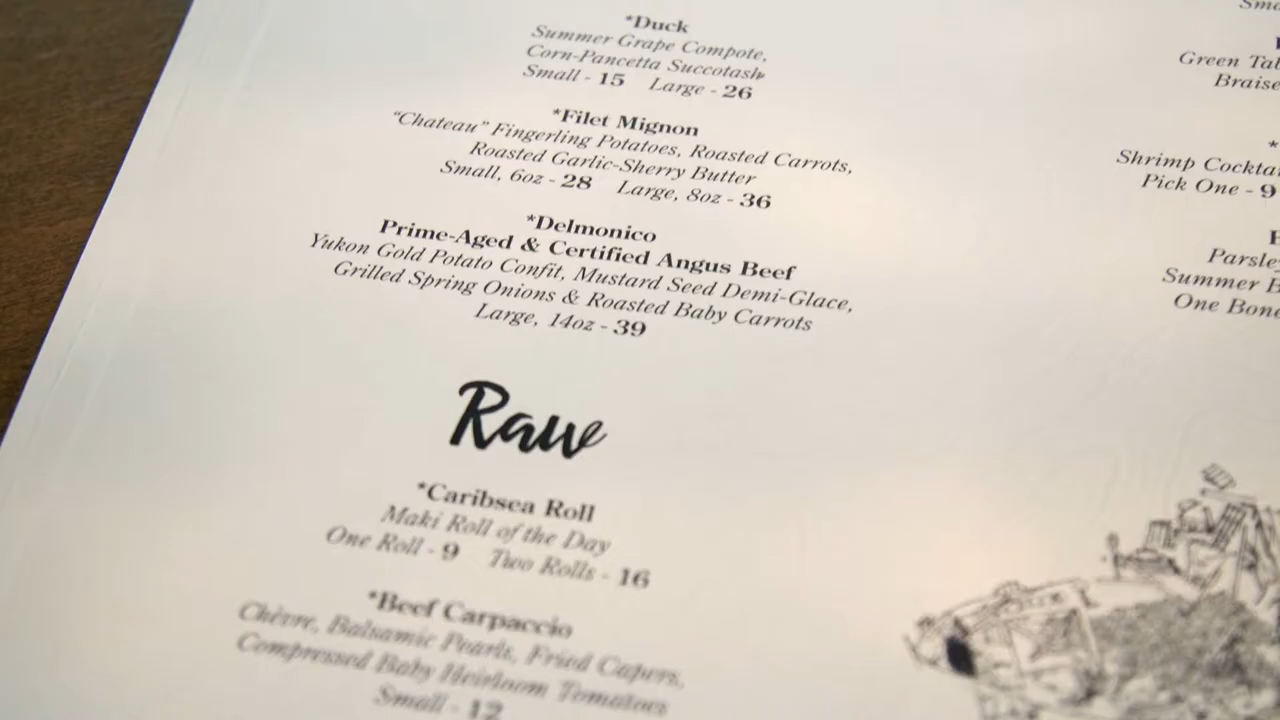 *Duck
Summer Grape Compote,
Corn-Pancetta Succotash
Small - 15 Large - 26
*Filet Mignon
"Chateau" Fingerling Potatoes, Roasted Carrots,
Roasted Garlic-Sherry Butter
Small, 6oz - 28 Large, 8oz - 36
*Delmonico
Prime-Aged & Certified Angus Beef
Yukon Gold Potato Confit, Mustard Seed Demi-Glace,
Grilled Spring Onions & Roasted Baby Carrots
Large, 14oz - 39
Raw
*Caribsea Roll
Maki Roll of the Day
One Roll - 9 Two Rolls - 16
*Beef Carpaccio
Chèvre, Balsamic Pearls, Fried Capers,
Compressed Baby Heirloom Tomatoes
Small - 12
Green
Shrimp
Pick One - 9
Summer
One